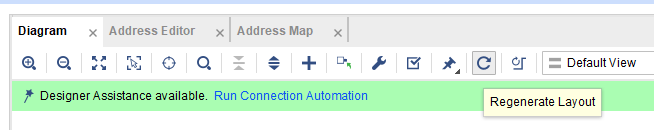 Diagram Address Editor Address Map
Default View
Designer Assistance available. Run Connection Automation
Regenerate Layout